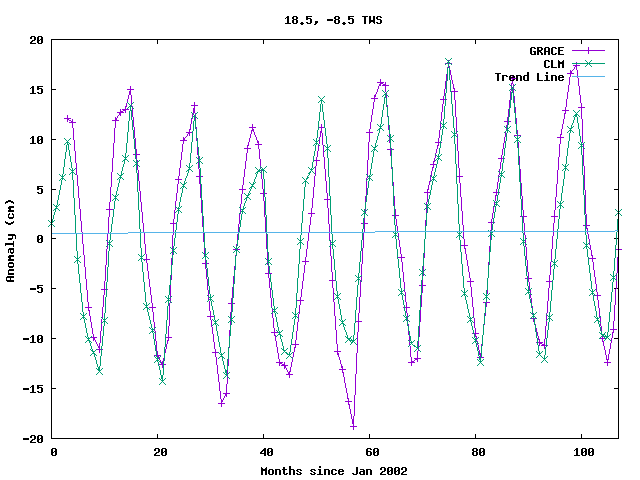 18.5, -8.5 TWS
GRACE
CLM
Trend Line
20
15
10
5
0
-5
-10
-15
-20
Anomaly (cm)
0 20 40 60 80 100
Months since Jan 2002